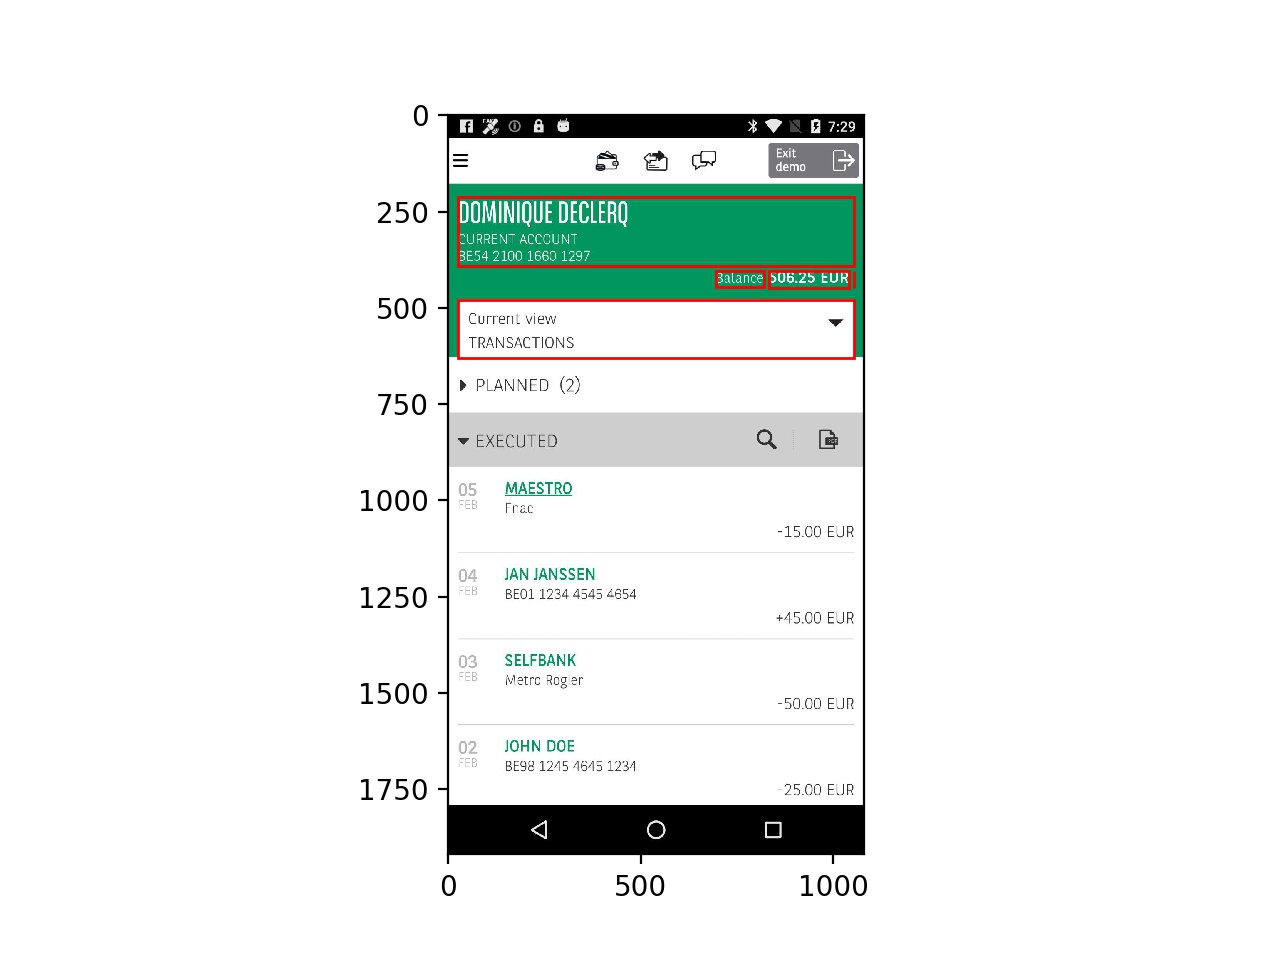 0
250
500
750
1000
1250
1500
1750
0 500 1000
7:29
Exit
demo
DOMINIQUE DECLERQ
CURRENT ACCOUNT
BE54 2100 1660 1297
Balance 506.25 EUR
Current view
TRANSACTIONS
PLANNED (2)
EXECUTED
PDF
05
FEB
MAESTRO
Fnac
-15.00 EUR
04
FEB
JAN JANSSEN
BE01 1234 4545 4654
+45.00 EUR
03
FEB
SELFBANK
Metro Rogier
-50.00 EUR
02
FEB
JOHN DOE
BE98 1245 4645 1234
-25.00 EUR